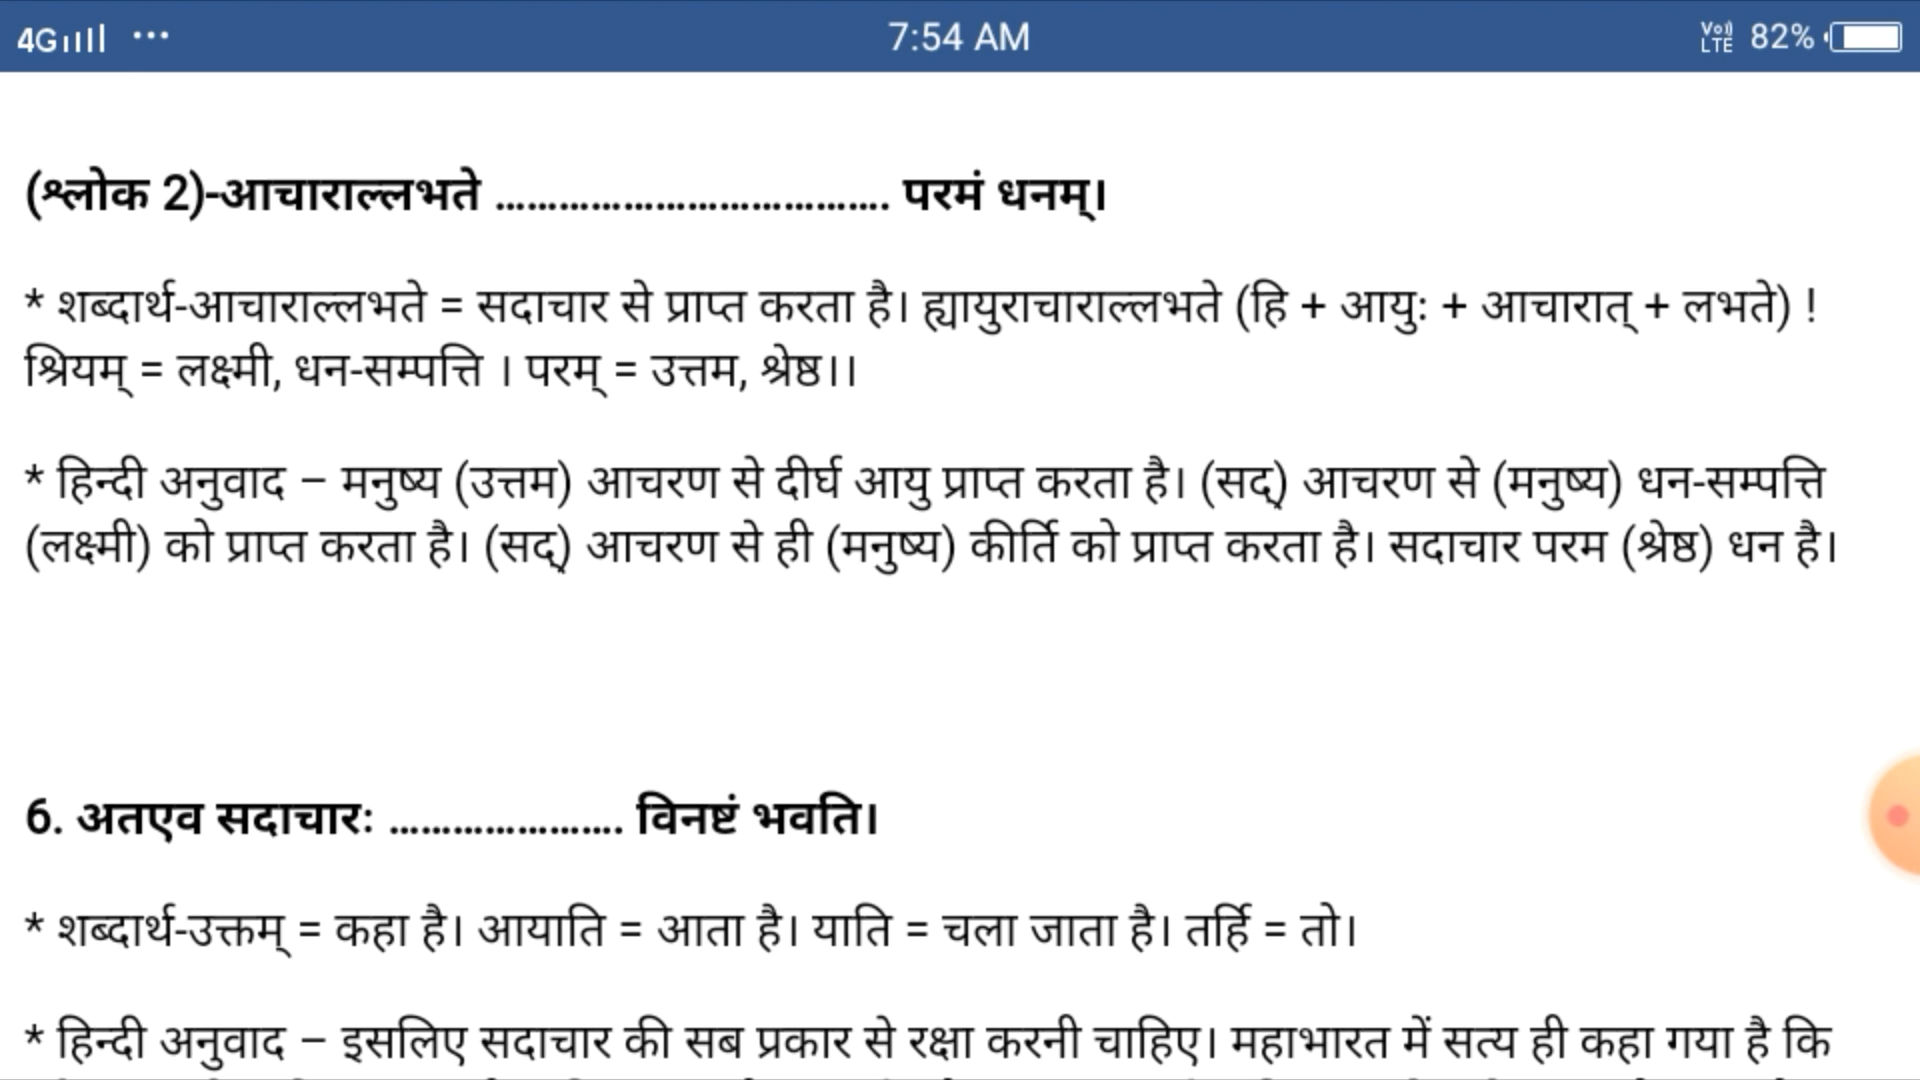 4G ... 7:54 AM Vo) LTE 82%
(श्लोक 2)-आचाराल्लभते ………………………………. परमं धनम्।
* शब्दार्थ-आचाराल्लभते = सदाचार से प्राप्त करता है। ह्यायुराचाराल्लभते (हि + आयुः + आचारात् + लभते) !
श्रियम् = लक्ष्मी, धन-सम्पत्ति । परम् = उत्तम, श्रेष्ठ।।
* हिन्दी अनुवाद – मनुष्य (उत्तम) आचरण से दीर्घ आयु प्राप्त करता है। (सद्) आचरण से (मनुष्य) धन-सम्पत्ति
(लक्ष्मी) को प्राप्त करता है। (सद्) आचरण से ही (मनुष्य) कीर्ति को प्राप्त करता है। सदाचार परम (श्रेष्ठ) धन है।
6. अतएव सदाचारः …………………. विनष्टं भवति।
* शब्दार्थ-उक्तम् = कहा है। आयाति = आता है। याति = चला जाता है। तर्हि = तो।
* हिन्दी अनुवाद – इसलिए सदाचार की सब प्रकार से रक्षा करनी चाहिए। महाभारत में सत्य ही कहा गया है कि